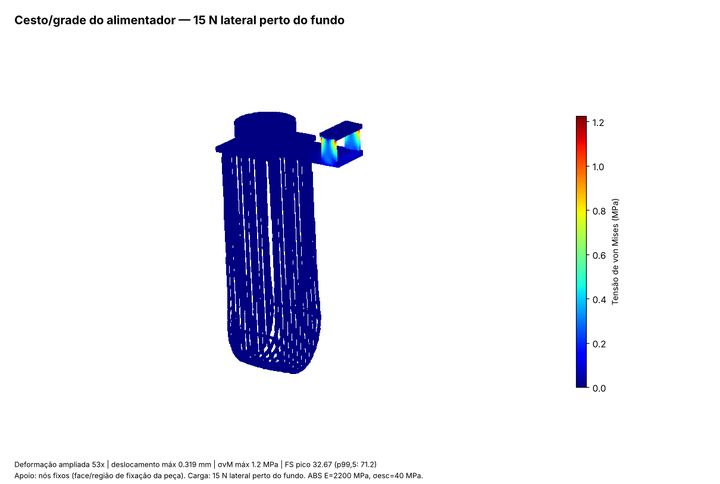 Cesto/grade do alimentador — 15 N lateral perto do fundo
1.2
1.0
0.8
0.6
0.4
0.2
0.0
Tensão de von Mises (MPa)
Deformação ampliada 53x | deslocamento máx 0.319 mm | σvM máx 1.2 MPa | FS pico 32.67 (p99,5: 71.2)
Apoio: nós fixos (face/região de fixação da peça). Carga: 15 N lateral perto do fundo. ABS E=2200 MPa, σesc=40 MPa.